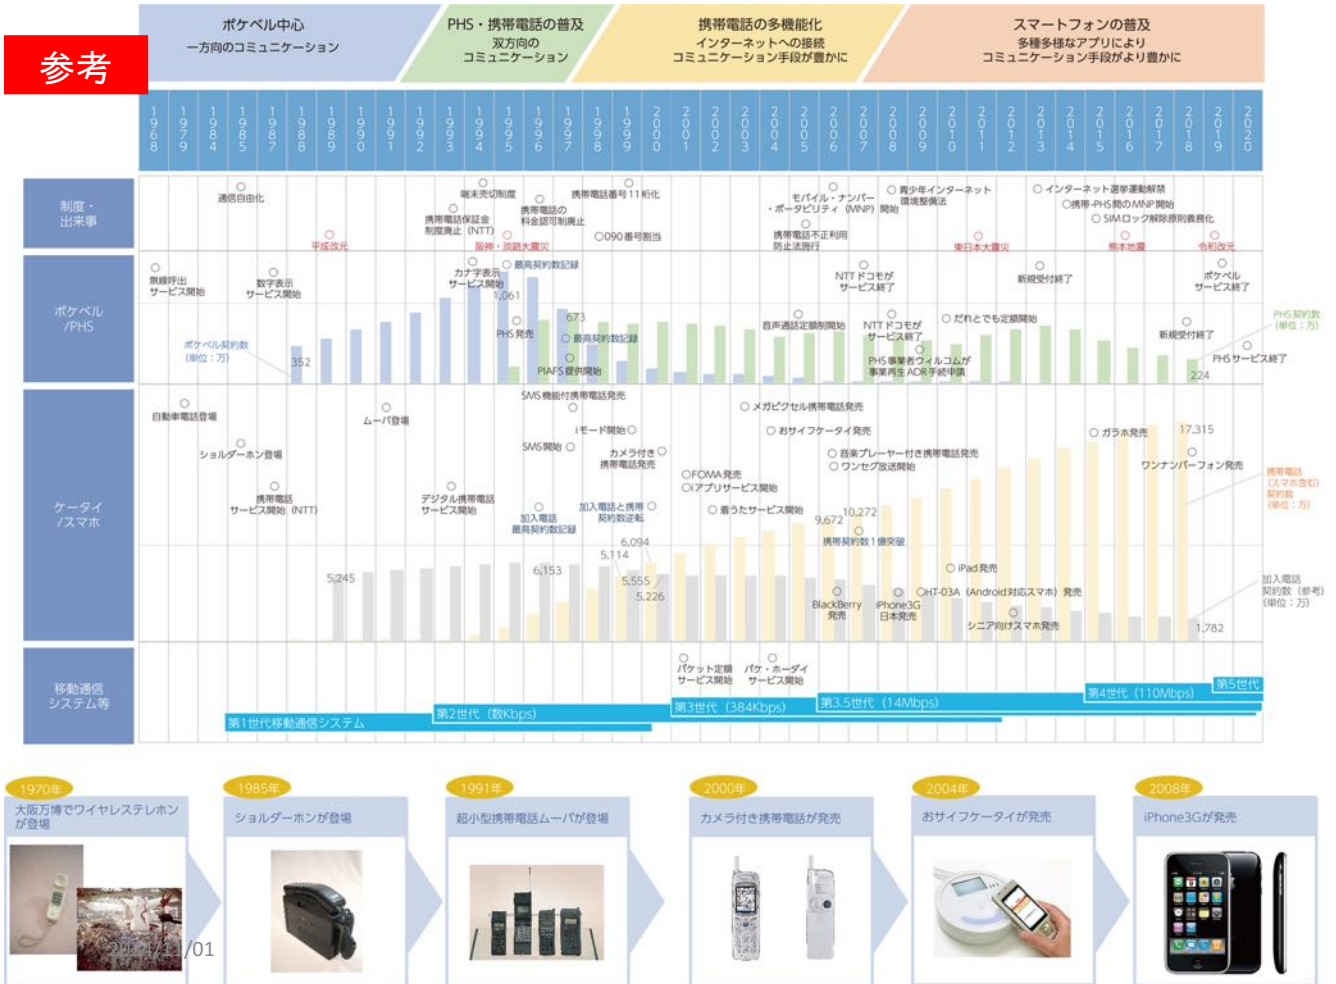 参考
ポケベル中心
一方向のコミュニケーション
PHS・携帯電話の普及
双方向の
コミュニケーション
携帯電話の多機能化
インターネットへの接続
コミュニケーション手段が豊かに
スマートフォンの普及
多種多様なアプリにより
コミュニケーション手段がより豊かに
1968
1979
1984
1985
1987
1988
1989
1990
1991
1992
1993
1994
1995
1996
1997
1998
1999
2000
2001
2002
2003
2004
2005
2006
2007
2008
2009
2010
2011
2012
2013
2014
2015
2016
2017
2018
2019
2020
制度・
出来事
通信自由化
平成改元
携帯電話保証金
制度廃止（NTT）
端末売切制度
阪神・淡路大震災
携帯電話の
料金認可制廃止
携帯電話番号11桁化
090番号割当
モバイル・ナンバー
・ポータビリティ（MNP）開始
携帯電話不正利用
防止法施行
青少年インターネット
環境整備法
東日本大震災
インターネット選挙運動解禁
携帯-PHS間のMNP開始
SIMロック解除原則義務化
熊本地震
令和改元
ポケベル
/PHS
無線呼出
サービス開始
数字表示
サービス開始
カナ字表示
サービス開始
最高契約数記録
1,061
ポケベル契約数
（単位：万）
352
PHS発売
673
最高契約数記録
PIAFS提供開始
音声通話定額制開始
NTTドコモが
サービス終了
NTTドコモが
サービス終了
PHS事業者ウィルコムが
事業再生ADR手続申請
だれとでも定額開始
新規受付終了
ポケベル
サービス終了
新規受付終了
PHSサービス終了
224
PHS契約数
（単位：万）
ケータイ
/スマホ
自動車電話登場
ショルダーホン登場
携帯電話
サービス開始（NTT）
ムーバ登場
デジタル携帯電話
サービス開始
SMS機能付携帯電話発売
SMS開始
iモード開始
カメラ付き
携帯電話発売
加入電話
最高契約数記録
加入電話と携帯
契約数逆転
FOMA発売
iアプリサービス開始
着うたサービス開始
メガピクセル携帯電話発売
おサイフケータイ発売
音楽プレーヤー付き携帯電話発売
ワンセグ放送開始
9,672
10,272
携帯契約数1億突破
BlackBerry
発売
iPhone3G
日本発売
HT-03A（Android対応スマホ）発売
iPad発売
シニア向けスマホ発売
ガラホ発売
17,315
ワンナンバーフォン発売
5,245
6,153
5,114
6,094
5,555
5,226
1,782
携帯電話
（スマホ含む）
契約数
（単位：万）
加入電話
契約数（参考）
（単位：万）
移動通信
システム等
パケット定額
サービス開始
パケ・ホーダイ
サービス開始
第1世代移動通信システム
第2世代（数Kbps）
第3世代（384Kbps）
第3.5世代（14Mbps）
第4世代（110Mbps）
第5世代
1970年
大阪万博でワイヤレステレホン
が登場
1985年
ショルダーホンが登場
1991年
超小型携帯電話ムーバが登場
2000年
カメラ付き携帯電話が発売
2004年
おサイフケータイが発売
2008年
iPhone3Gが発売
/01